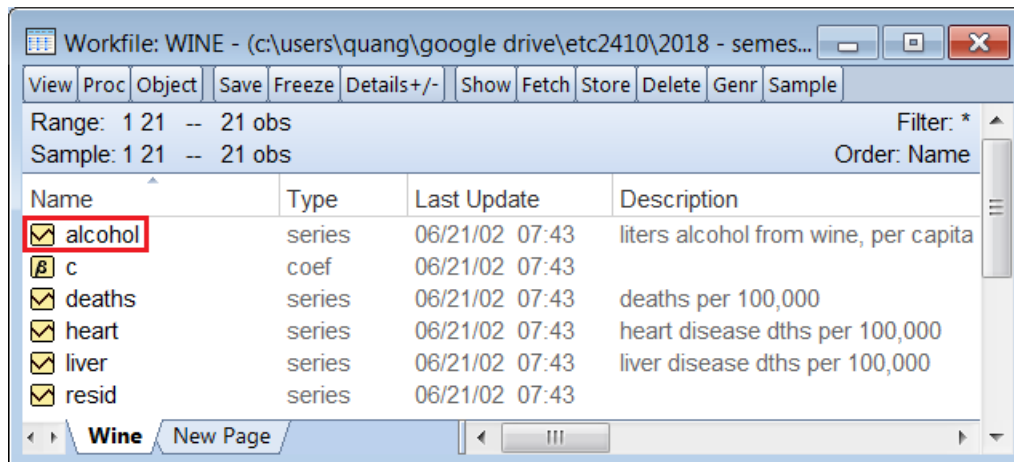 Workfile: WINE - (c:\users\quang\google drive\etc2410\2018 - semes...
View Proc Object Save Freeze Details+/- Show Fetch Store Delete Genr Sample
Range: 1 21 -- 21 obs Filter: *
Sample: 1 21 -- 21 obs Order: Name
Name Type Last Update Description
alcohol series 06/21/02 07:43 liters alcohol from wine, per capita
β c coef 06/21/02 07:43
deaths series 06/21/02 07:43 deaths per 100,000
heart series 06/21/02 07:43 heart disease dths per 100,000
liver series 06/21/02 07:43 liver disease dths per 100,000
resid series 06/21/02 07:43
Wine New Page